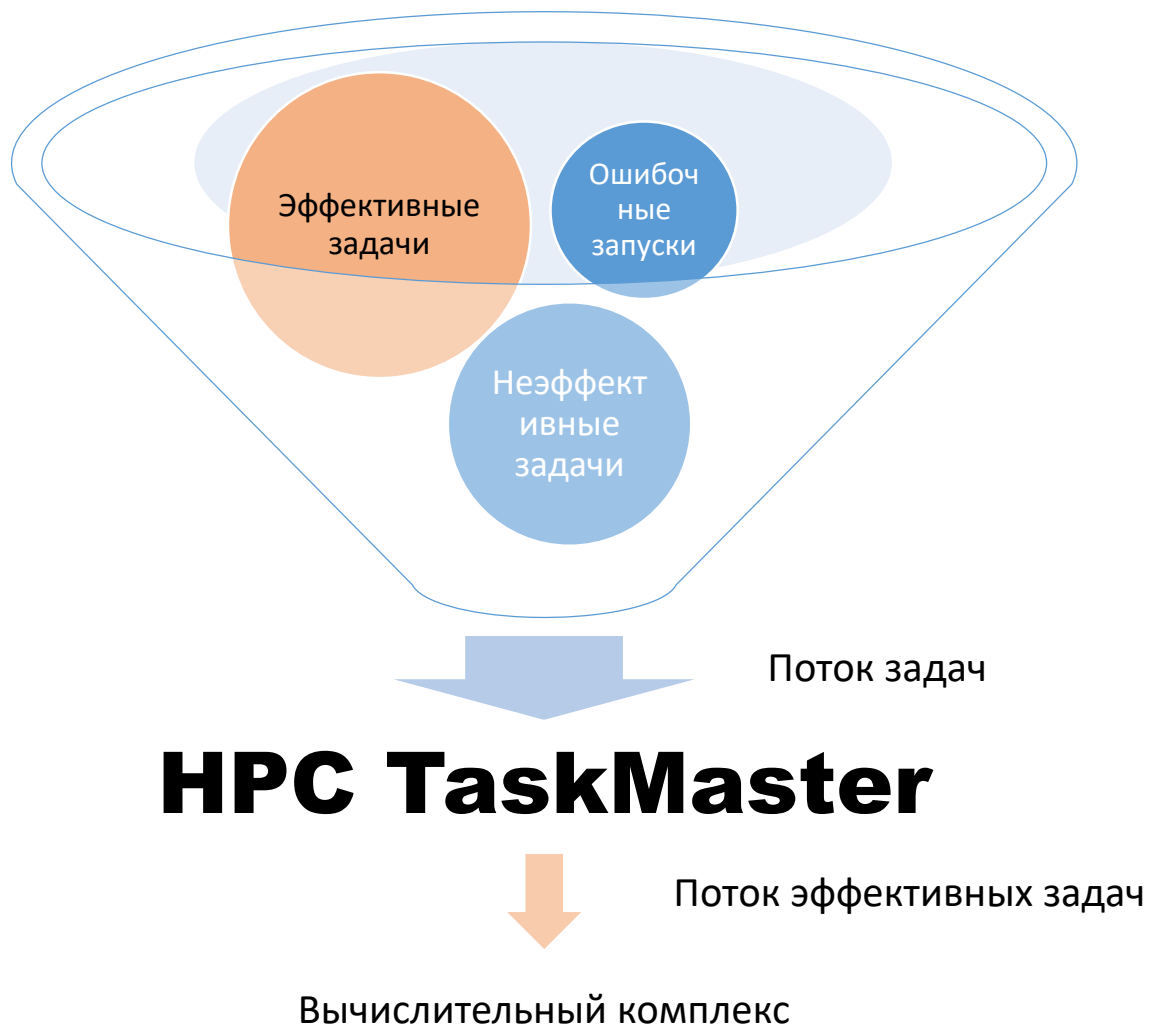 Эффективные
задачи
Ошибоч
ные
запуски
Неэффект
ивные
задачи
Поток задач
HPC TaskMaster
Поток эффективных задач
Вычислительный комплекс